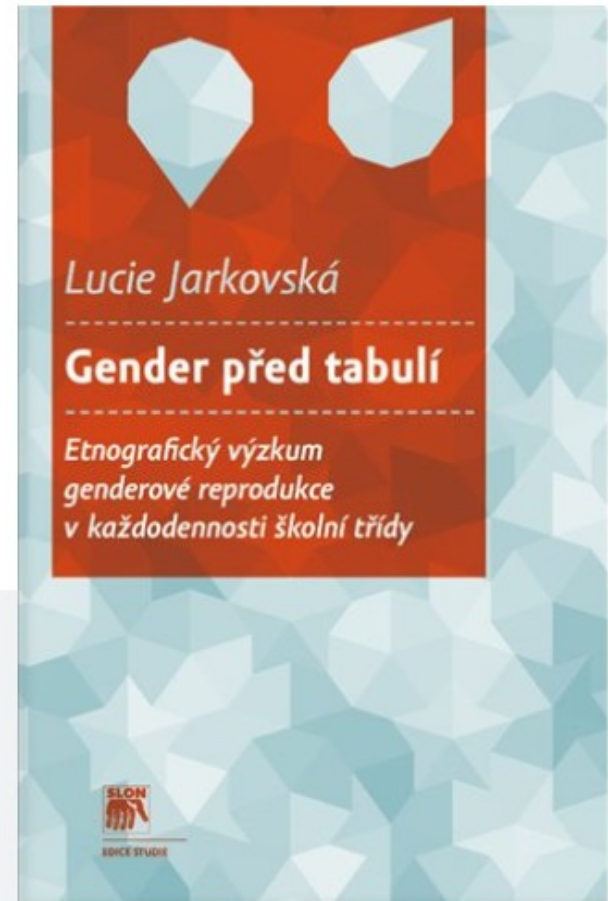 Lucie Jarkovská
Gender před tabulí
Etnografický výzkum
genderové reprodukce
v každodennosti školní třídy
SLON
EDICE STUDIE